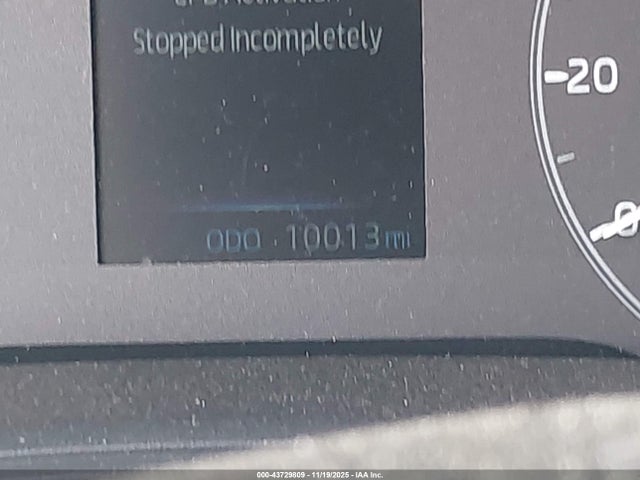 Stopped Incompletely
20
0
ODO 10013 mi
000-43729809 - 11/19/2025 - IAA Inc.